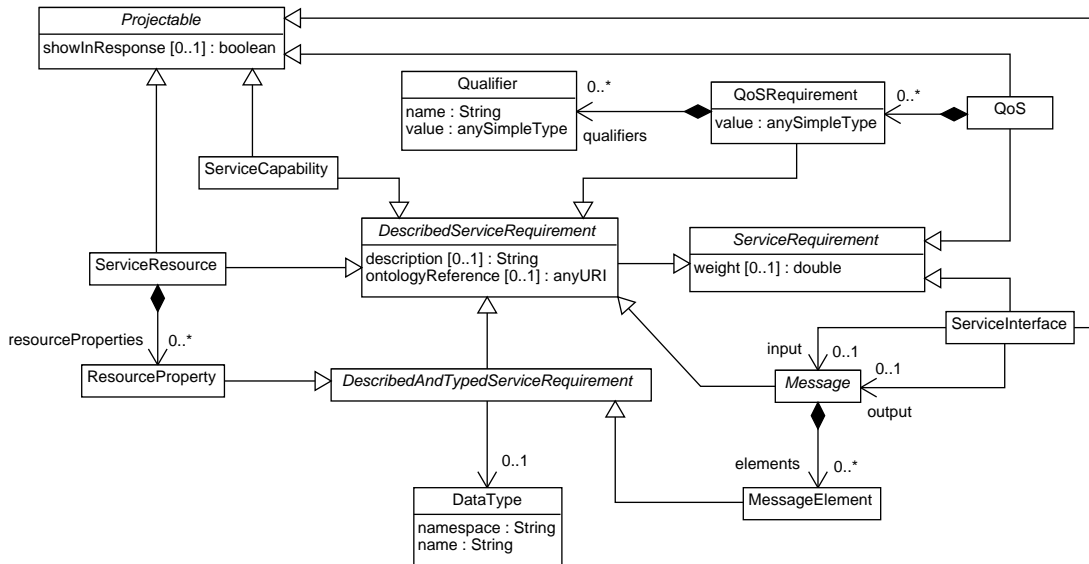 Projectable
showInResponse [0..1] : boolean
Qualifier
name : String
value : anySimpleType
0..*
qualifiers
QoSRequirement
value : anySimpleType
0..*
QoS
ServiceCapability
DescribedServiceRequirement
description [0..1] : String
ontologyReference [0..1] : anyURI
ServiceRequirement
weight [0..1] : double
ServiceResource
resourceProperties
0..*
ResourceProperty
DescribedAndTypedServiceRequirement
ServiceInterface
input
0..1
Message
0..1
output
elements
0..*
MessageElement
0..1
DataType
namespace : String
name : String